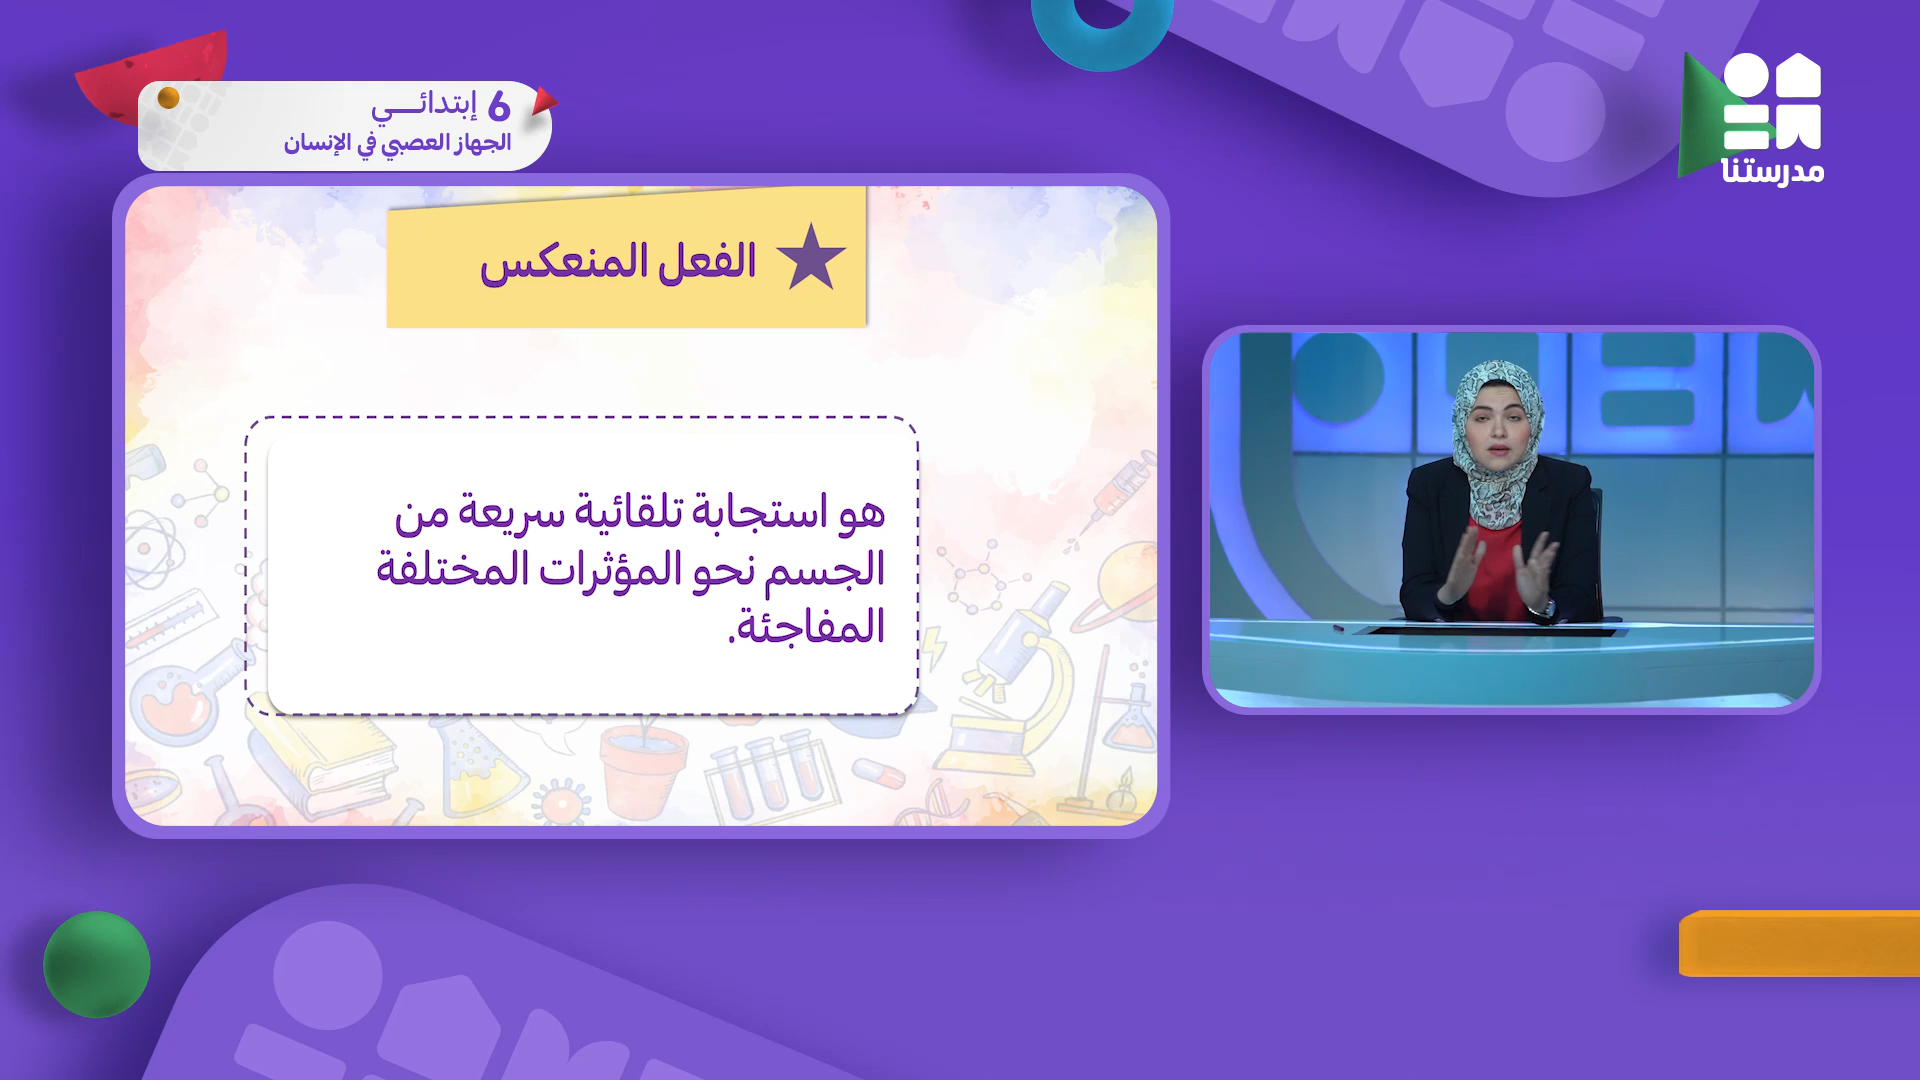 6 إبتدائـــي
الجهاز العصبي في الإنسان
مدرستنا
الفعل المنعكس
هو استجابة تلقائية سريعة من
الجسم نحو المؤثرات المختلفة
المفاجئة.